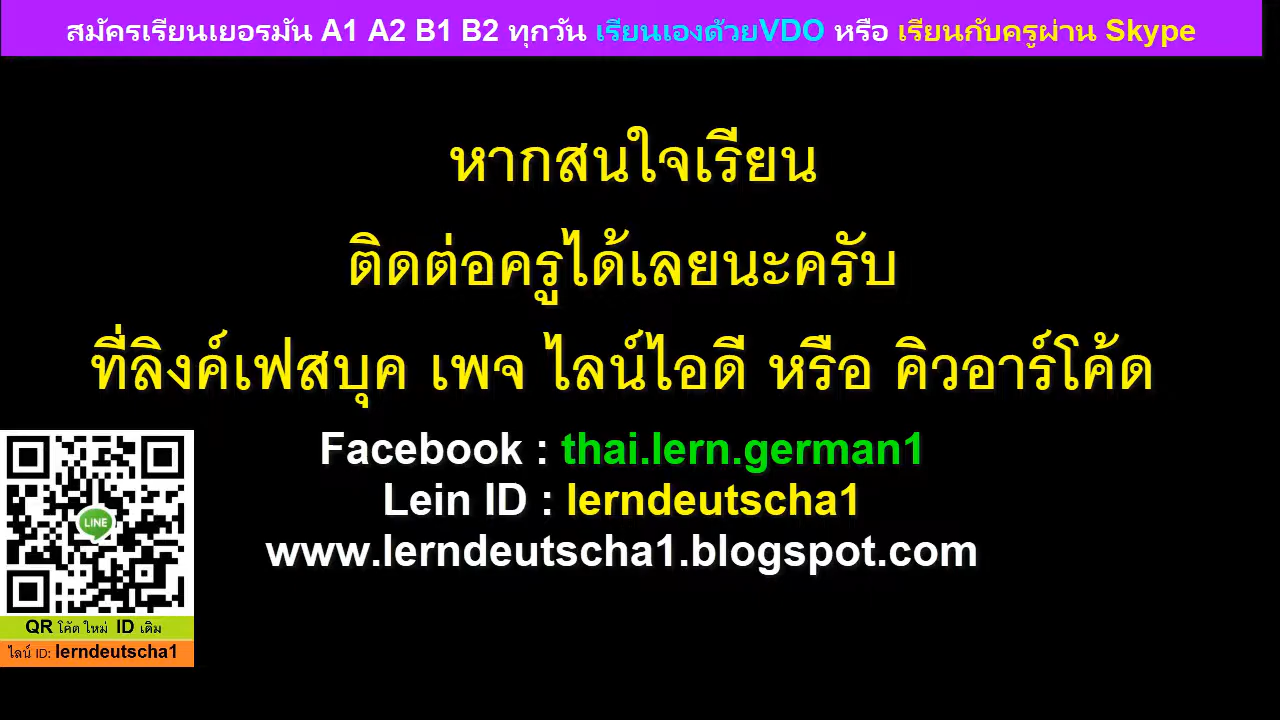 สมัครเรียนเยอรมัน A1 A2 B1 B2 ทุกวัน เรียนเองด้วยVDO หรือ เรียนกับครูผ่าน Skype
หากสนใจเรียน
ติดต่อครูได้เลยนะครับ
ที่ลิงค์เฟสบุค เพจ ไลน์ไอดี หรือ คิวอาร์โค้ด
Facebook : thai.lern.german1
Lein ID : lerndeutscha1
www.lerndeutscha1.blogspot.com
LINE
QR โค้ด ใหม่ ID เดิม
ไลน์ ID: lerndeutscha1